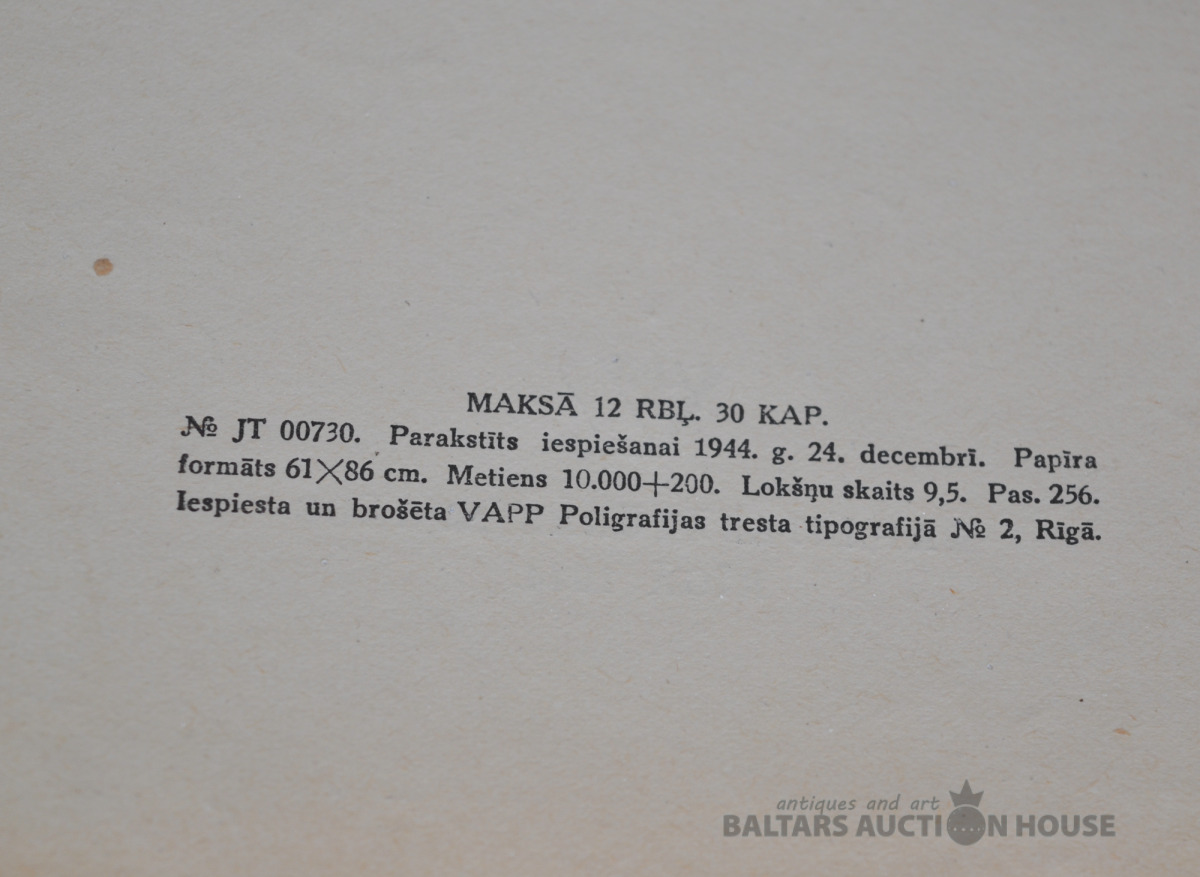 MAKSĀ 12 RBĻ. 30 KAP.
№ JT 00730. Parakstīts iespiešanai 1944. g. 24. decembrī. Papīra
formāts 61×86 cm. Metiens 10.000+200. Lokšņu skaits 9,5. Pas. 256.
Iespiesta un brošēta VAPP Poligrafijas tresta tipografijā № 2, Rīgā.
antiques and art
BALTARS AUCTION HOUSE